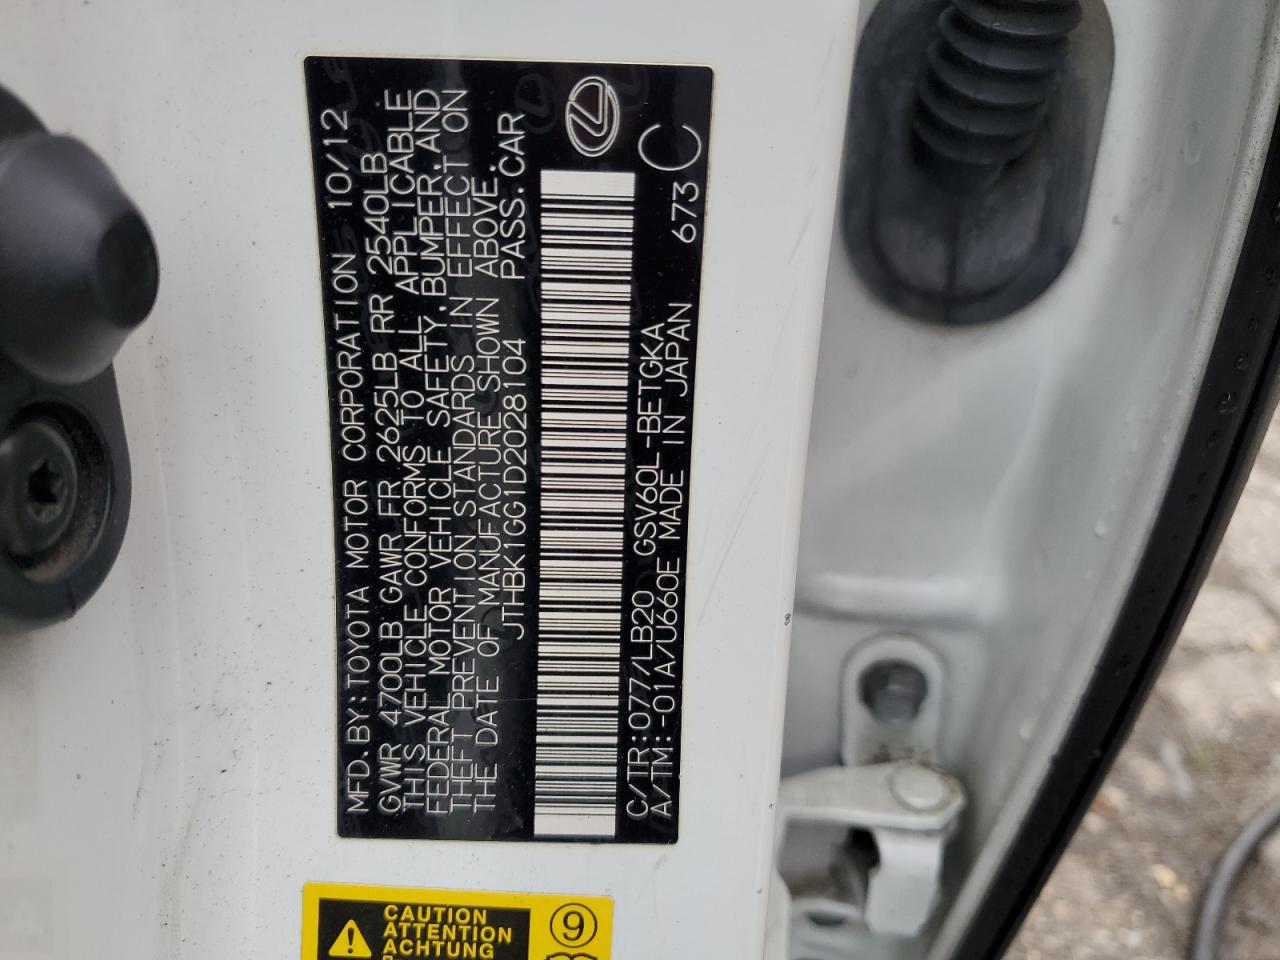 MFD.BY:TOYOTA MOTOR CORPORATION 10/12
GVWR 4700LB GAWR FR 2625LB RR 2540LB
THIS VEHICLE CONFORMS TO ALL APPLICABLE
FEDERAL MOTOR VEHICLE SAFETY,BUMPER,AND
THEFT PREVENTION STANDARDS IN EFFECT ON
THE DATE OF MANUFACTURE SHOWN ABOVE.
JTHBK1GG1D2028104 PASS.CAR
C/TR:077/LB20 GSV60L-BETGKA
A/TM:-01A/U660E MADE IN JAPAN 673 C
CAUTION
ATTENTION
ACHTUNG
9